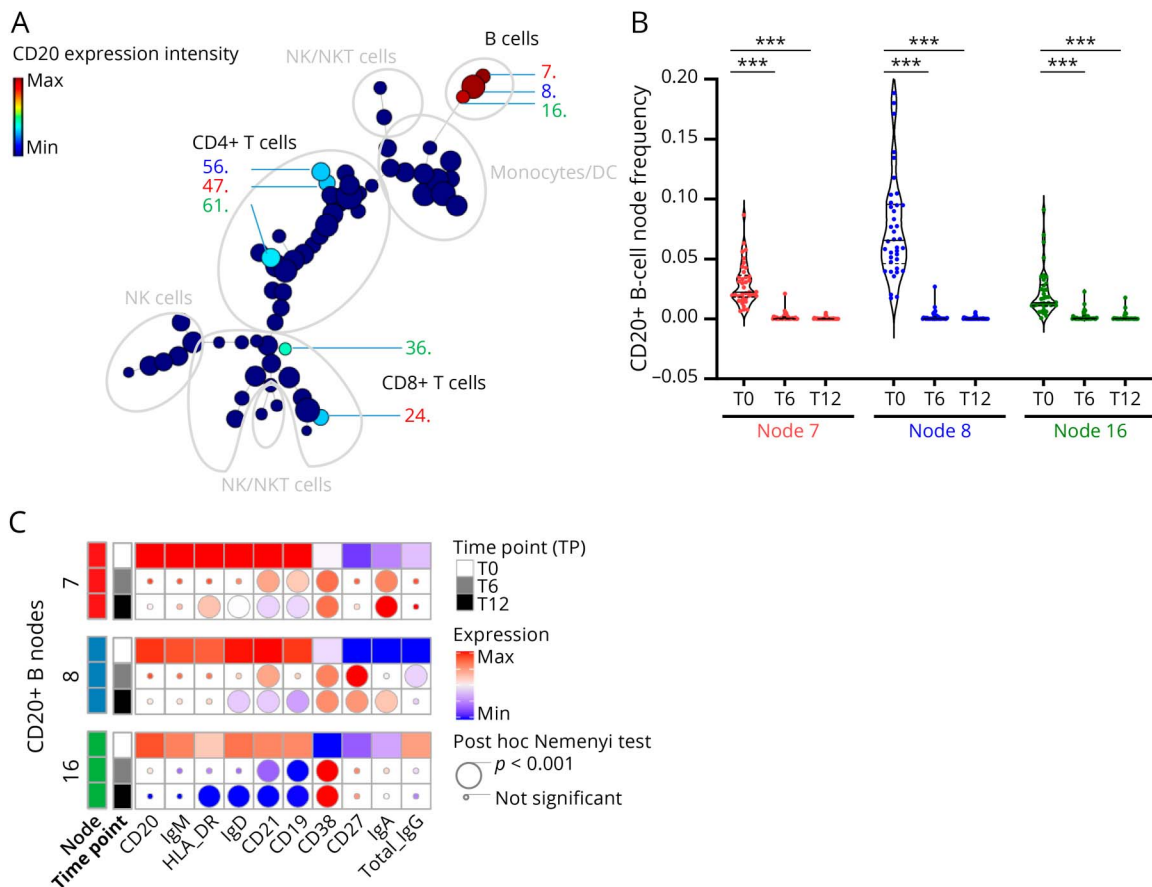 A
CD20 expression intensity
Max
Min
NK/NKT cells
B cells
7.
8.
16.
CD4+ T cells
56.
47.
61.
Monocytes/DC
NK cells
36.
CD8+ T cells
24.
NK/NKT cells
B
CD20+ B-cell node frequency
*** *** ***
*** *** ***
0.20
0.15
0.10
0.05
0.00
−0.05
T0 T6 T12 T0 T6 T12 T0 T6 T12
Node 7 Node 8 Node 16
C
CD20+ B nodes
7
8
16
Node
Time point
CD20
IgM
HLA_DR
IgD
CD21
CD19
CD38
CD27
IgA
Total_IgG
Time point (TP)
T0
T6
T12
Expression
Max
Min
Post hoc Nemenyi test
p < 0.001
Not significant